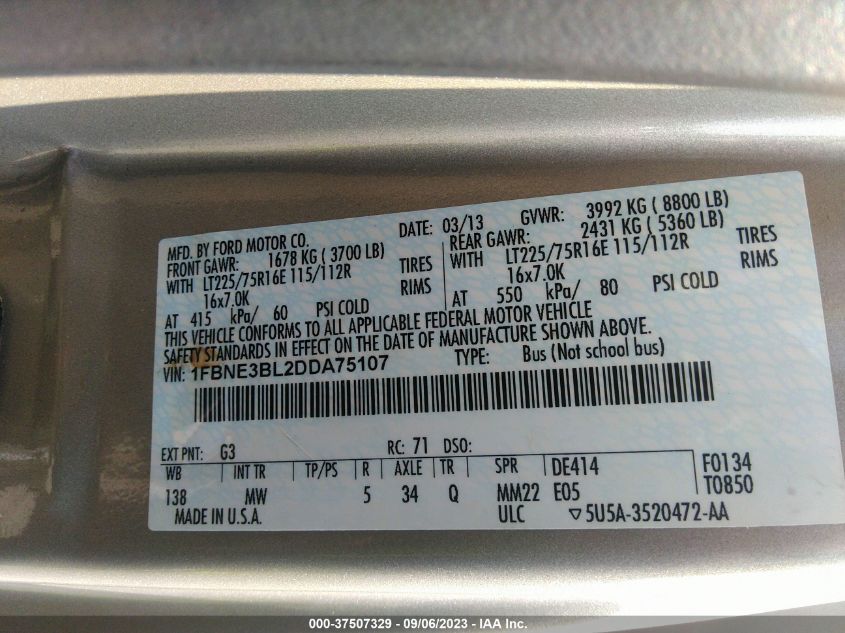 MFD. BY FORD MOTOR CO. DATE: 03/13 GVWR: 3992 KG ( 8800 LB)
FRONT GAWR: 1678 KG ( 3700 LB) REAR GAWR: 2431 KG ( 5360 LB)
WITH LT225/75R16E 115/112R TIRES WITH LT225/75R16E 115/112R TIRES
16x7.0K RIMS 16x7.0K RIMS
AT 415 kPa/ 60 PSI COLD AT 550 kPa/ 80 PSI COLD
THIS VEHICLE CONFORMS TO ALL APPLICABLE FEDERAL MOTOR VEHICLE
SAFETY STANDARDS IN EFFECT ON THE DATE OF MANUFACTURE SHOWN ABOVE.
VIN: 1FBNE3BL2DDA75107 TYPE: Bus (Not school bus)
EXT PNT: G3 RC: 71 DSO:
WB INT TR TP/PS R AXLE TR SPR DE414 F0134
138 MW 5 34 Q MM22 E05 T0850
MADE IN U.S.A. ULC ▽5U5A-3520472-AA
000-37507329 - 09/06/2023 - IAA Inc.